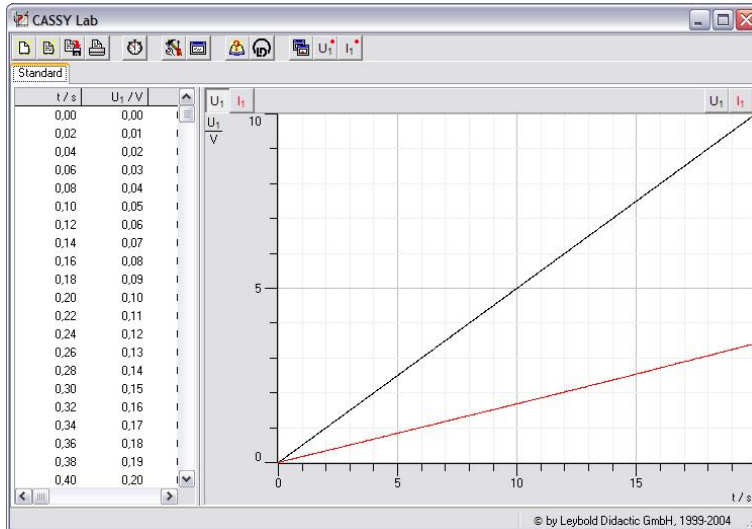 CASSY Lab
U₁ I₁
Standard
t / s U₁ / V
0,00 0,00
0,02 0,01
0,04 0,02
0,06 0,03
0,08 0,04
0,10 0,05
0,12 0,06
0,14 0,07
0,16 0,08
0,18 0,09
0,20 0,10
0,22 0,11
0,24 0,12
0,26 0,13
0,28 0,14
0,30 0,15
0,32 0,16
0,34 0,17
0,36 0,18
0,38 0,19
0,40 0,20
U₁ I₁ U₁ I₁
U₁
V
10
5
0
0 5 10 15
t / s
© by Leybold Didactic GmbH, 1999-2004